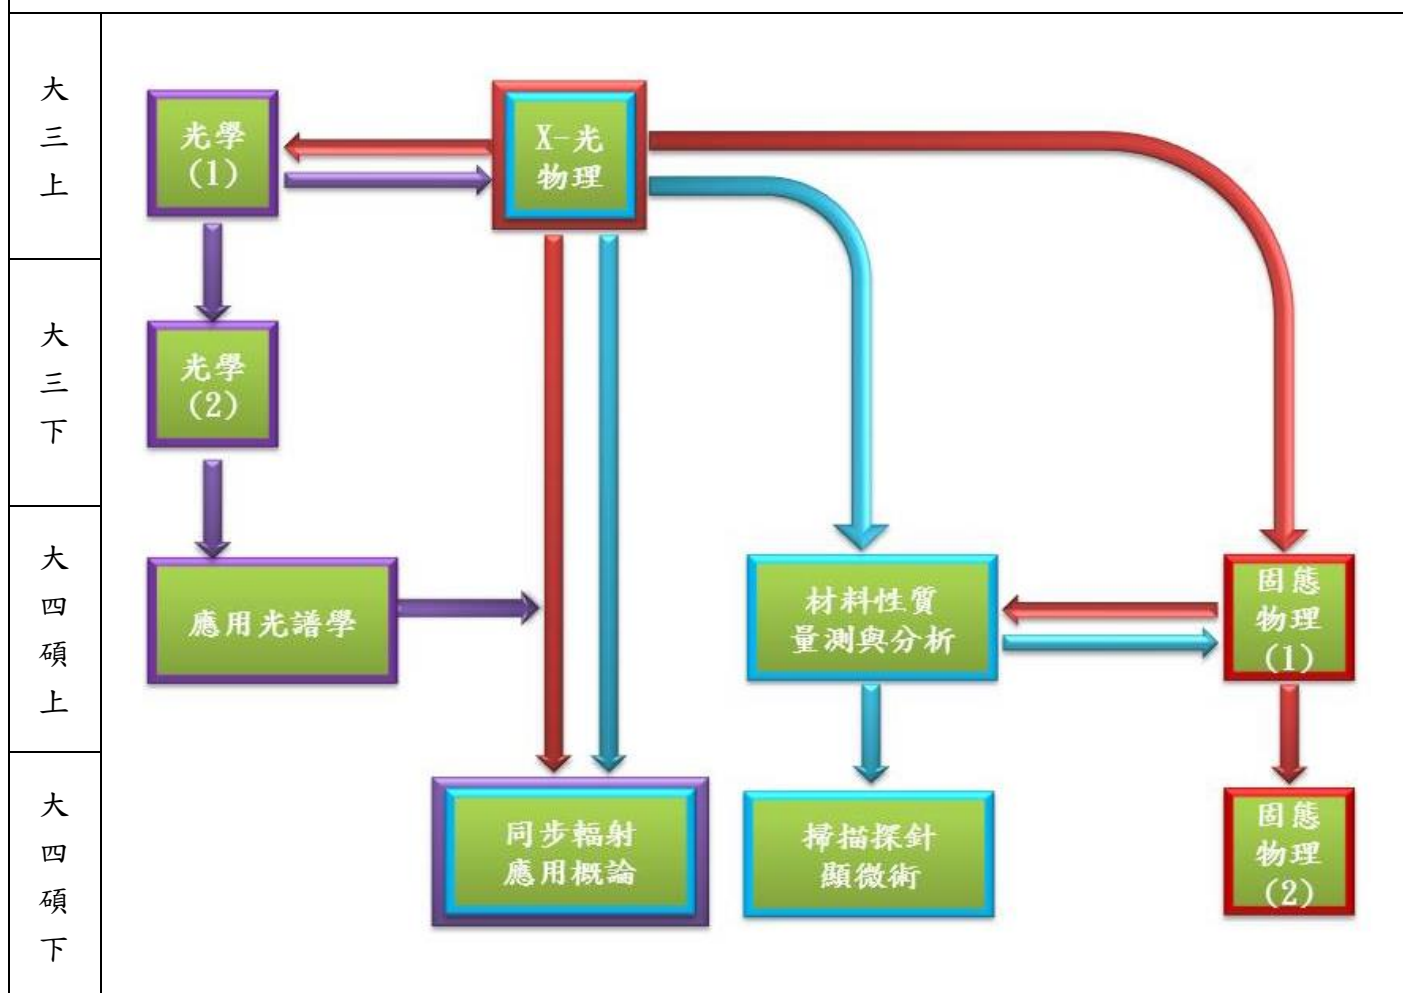 大
三
上
光學
(1)
X-光
物理
大
三
下
光學
(2)
大
四
碩
上
應用光譜學
材料性質
量測與分析
固態
物理
(1)
大
四
碩
下
同步輻射
應用概論
掃描探針
顯微術
固態
物理
(2)